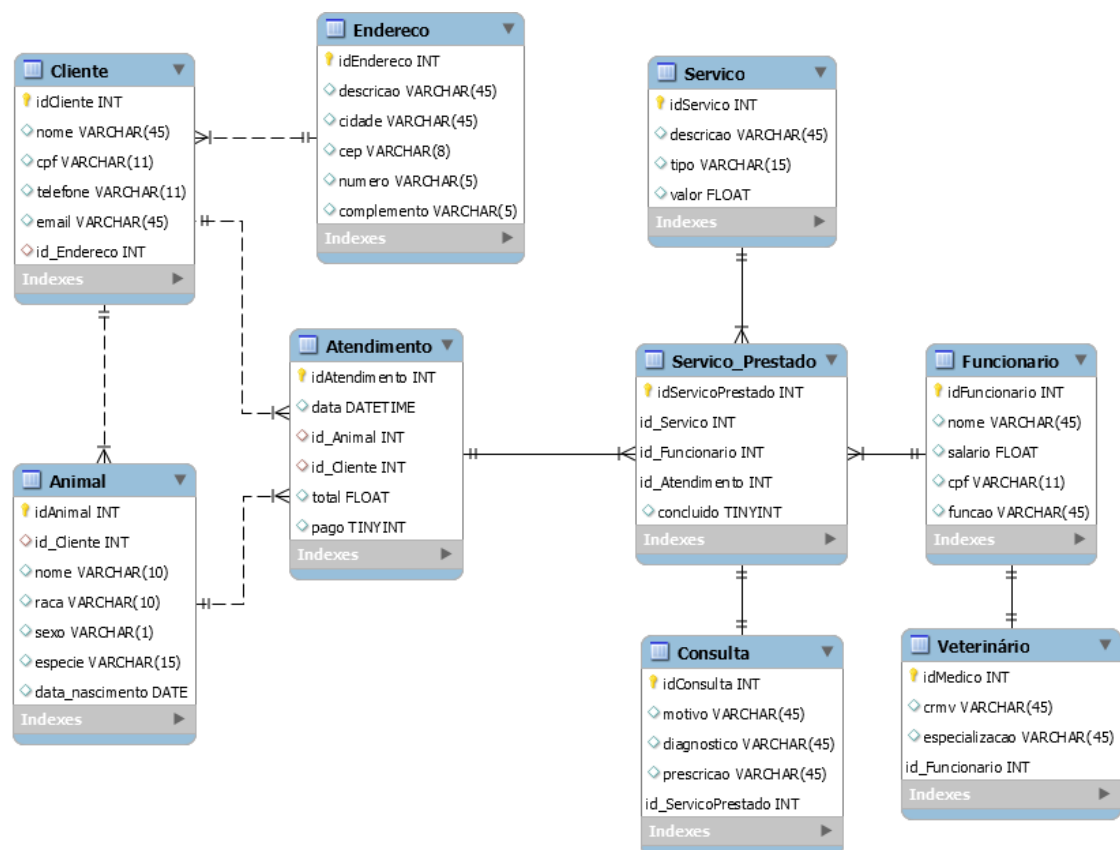 Cliente
idCliente INT
nome VARCHAR(45)
cpf VARCHAR(11)
telefone VARCHAR(11)
email VARCHAR(45)
id_Endereco INT
Indexes
Endereco
idEndereco INT
descricao VARCHAR(45)
cidade VARCHAR(45)
cep VARCHAR(8)
numero VARCHAR(5)
complemento VARCHAR(5)
Indexes
Servico
idServico INT
descricao VARCHAR(45)
tipo VARCHAR(15)
valor FLOAT
Indexes
Atendimento
idAtendimento INT
data DATETIME
id_Animal INT
id_Cliente INT
total FLOAT
pago TINYINT
Indexes
Servico_Prestado
idServicoPrestado INT
id_Servico INT
id_Funcionario INT
id_Atendimento INT
concluido TINYINT
Indexes
Funcionario
idFuncionario INT
nome VARCHAR(45)
salario FLOAT
cpf VARCHAR(11)
funcao VARCHAR(45)
Indexes
Animal
idAnimal INT
id_Cliente INT
nome VARCHAR(10)
raca VARCHAR(10)
sexo VARCHAR(1)
especie VARCHAR(15)
data_nascimento DATE
Indexes
Consulta
idConsulta INT
motivo VARCHAR(45)
diagnostico VARCHAR(45)
prescricao VARCHAR(45)
id_ServicoPrestado INT
Indexes
Veterinário
idMedico INT
crmv VARCHAR(45)
especializacao VARCHAR(45)
id_Funcionario INT
Indexes